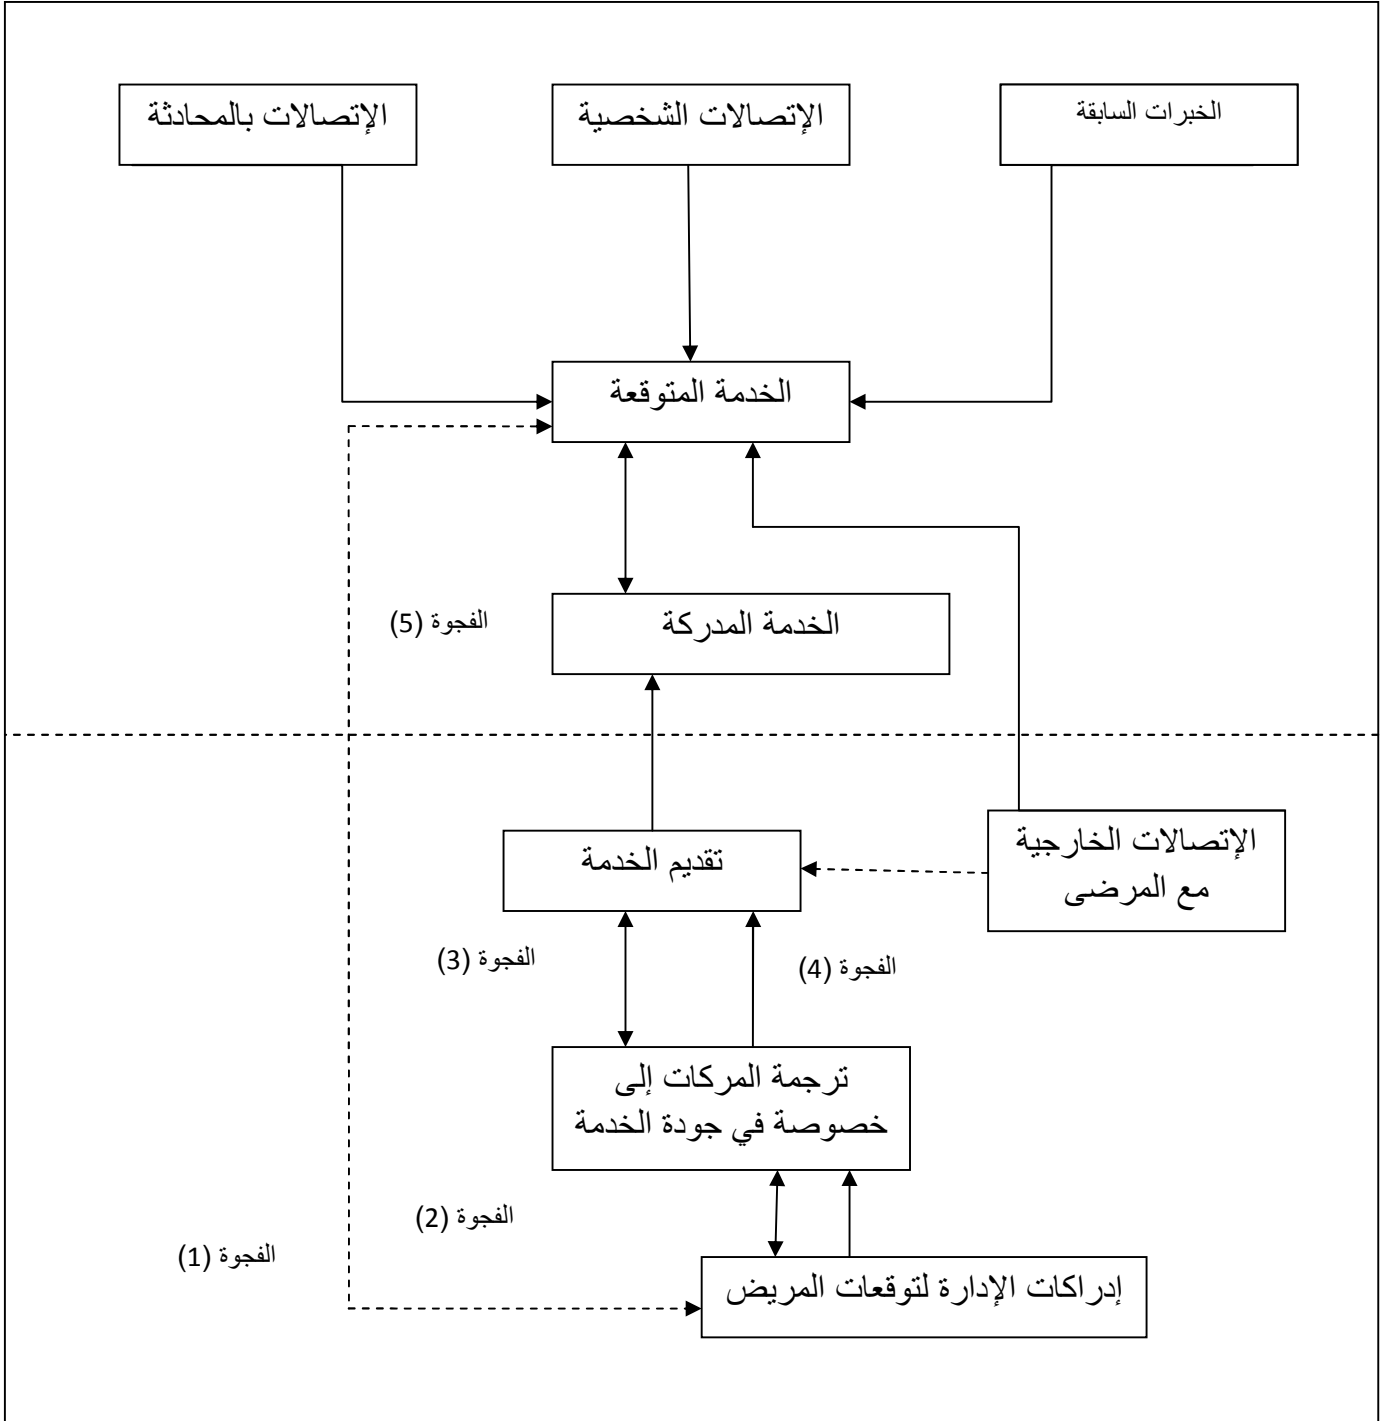 الخبرات السابقة
الإتصالات الشخصية
الإتصالات بالمحادثة
الخدمة المتوقعة
الخدمة المدركة
الفجوة (5)
الإتصالات الخارجية
مع المرضى
تقديم الخدمة
الفجوة (4)
الفجوة (3)
ترجمة المركات إلى
خصوصة في جودة الخدمة
الفجوة (2)
الفجوة (1)
إدراكات الإدارة لتوقعات المريض